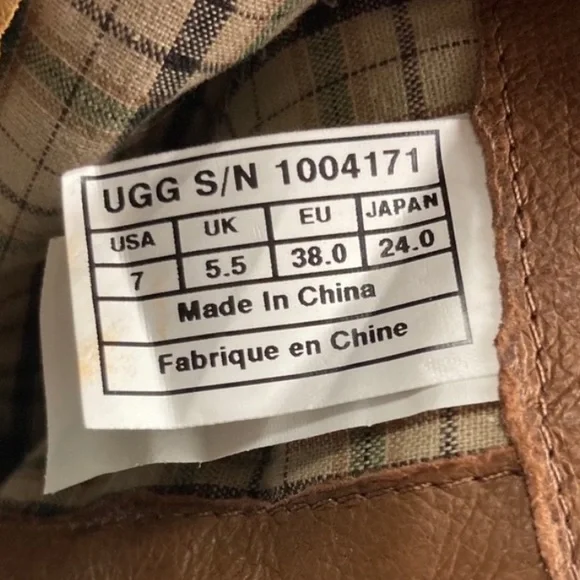 UGG S/N 1004171
USA UK EU JAPAN
7 5.5 38.0 24.0
Made In China
Fabrique en Chine